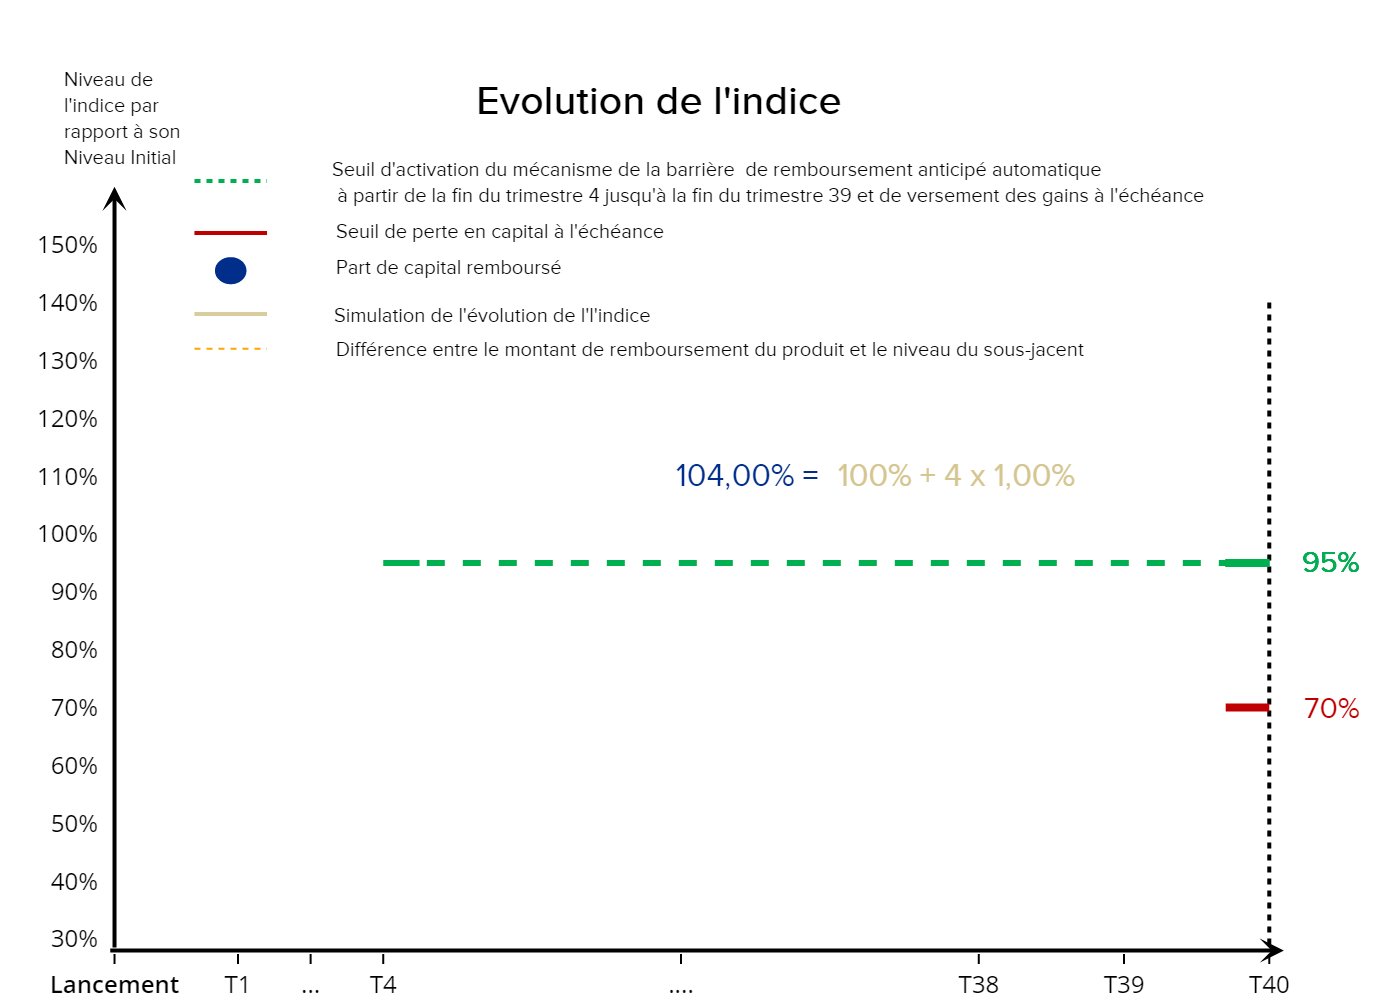 Niveau de
l'indice par
rapport à son
Niveau Initial
Evolution de l'indice
Seuil d'activation du mécanisme de la barrière  de remboursement anticipé automatique
à partir de la fin du trimestre 4 jusqu'à la fin du trimestre 39 et de versement des gains à l'échéance
Seuil de perte en capital à l'échéance
Part de capital remboursé
Simulation de l'évolution de l'l'indice
Différence entre le montant de remboursement du produit et le niveau du sous-jacent
150%
140%
130%
120%
110%
104,00% = 100% + 4 x 1,00%
100%
95%
90%
80%
70%
70%
60%
50%
40%
30%
Lancement T1 ... T4 .... T38 T39 T40